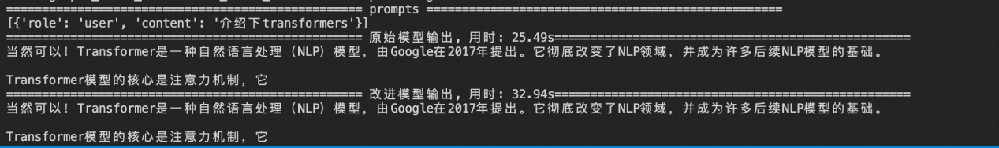 ================================================== prompts ==================================================
[{'role': 'user', 'content': '介绍下transformers'}]
================================================== 原始模型输出, 用时: 25.49s==================================================
当然可以! Transformer是一种自然语言处理（NLP）模型，由Google在2017年提出。它彻底改变了NLP领域，并成为许多后续NLP模型的基础。
Transformer模型的核心是注意力机制，它
================================================== 改进模型输出, 用时: 32.94s==================================================
当然可以! Transformer是一种自然语言处理（NLP）模型，由Google在2017年提出。它彻底改变了NLP领域，并成为许多后续NLP模型的基础。
Transformer模型的核心是注意力机制，它